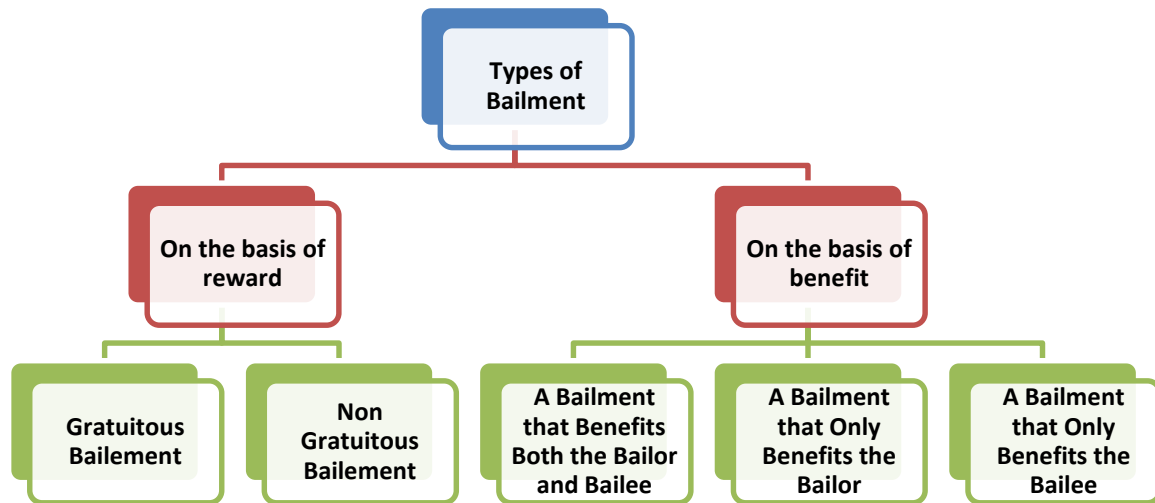 Types of
Bailment
On the basis of
reward
On the basis of
benefit
Gratuitous
Bailement
Non
Gratuitous
Bailement
A Bailment
that Benefits
Both the Bailor
and Bailee
A Bailment
that Only
Benefits the
Bailor
A Bailment
that Only
Benefits the
Bailee